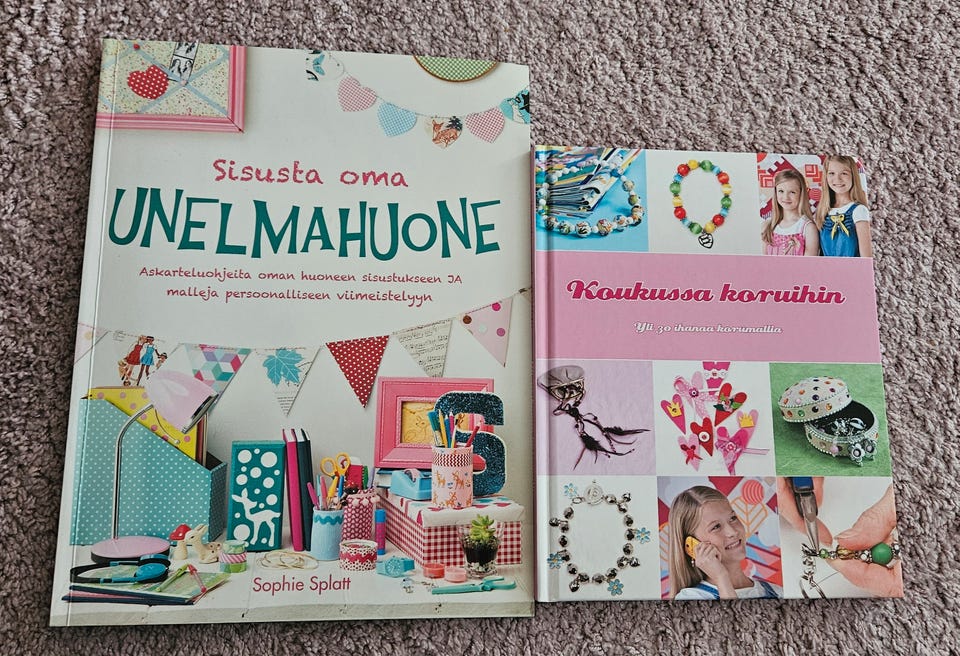 Sisusta oma
UNELMAHUONE
Askarteluohjeita oman huoneen sisustukseen JA
malleja persoonalliseen viimeistelyyn
S
Sophie Splatt
Koukussa koruihin
Yli 30 ihanaa korumallia